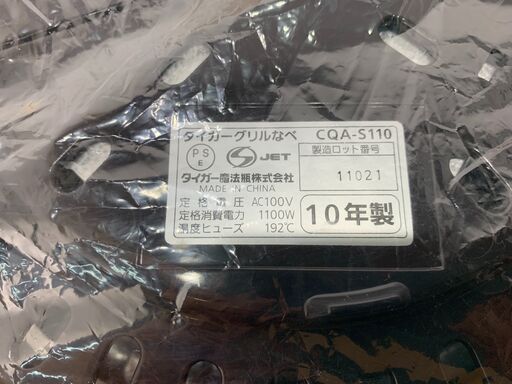 タイガーグリルなべ CQA-S110
PS E JET 製造ロット番号
タイガー魔法瓶株式会社 11021
MADE IN CHINA
定格電圧 AC100V
定格消費電力 1100W 10年製
温度ヒューズ 192℃